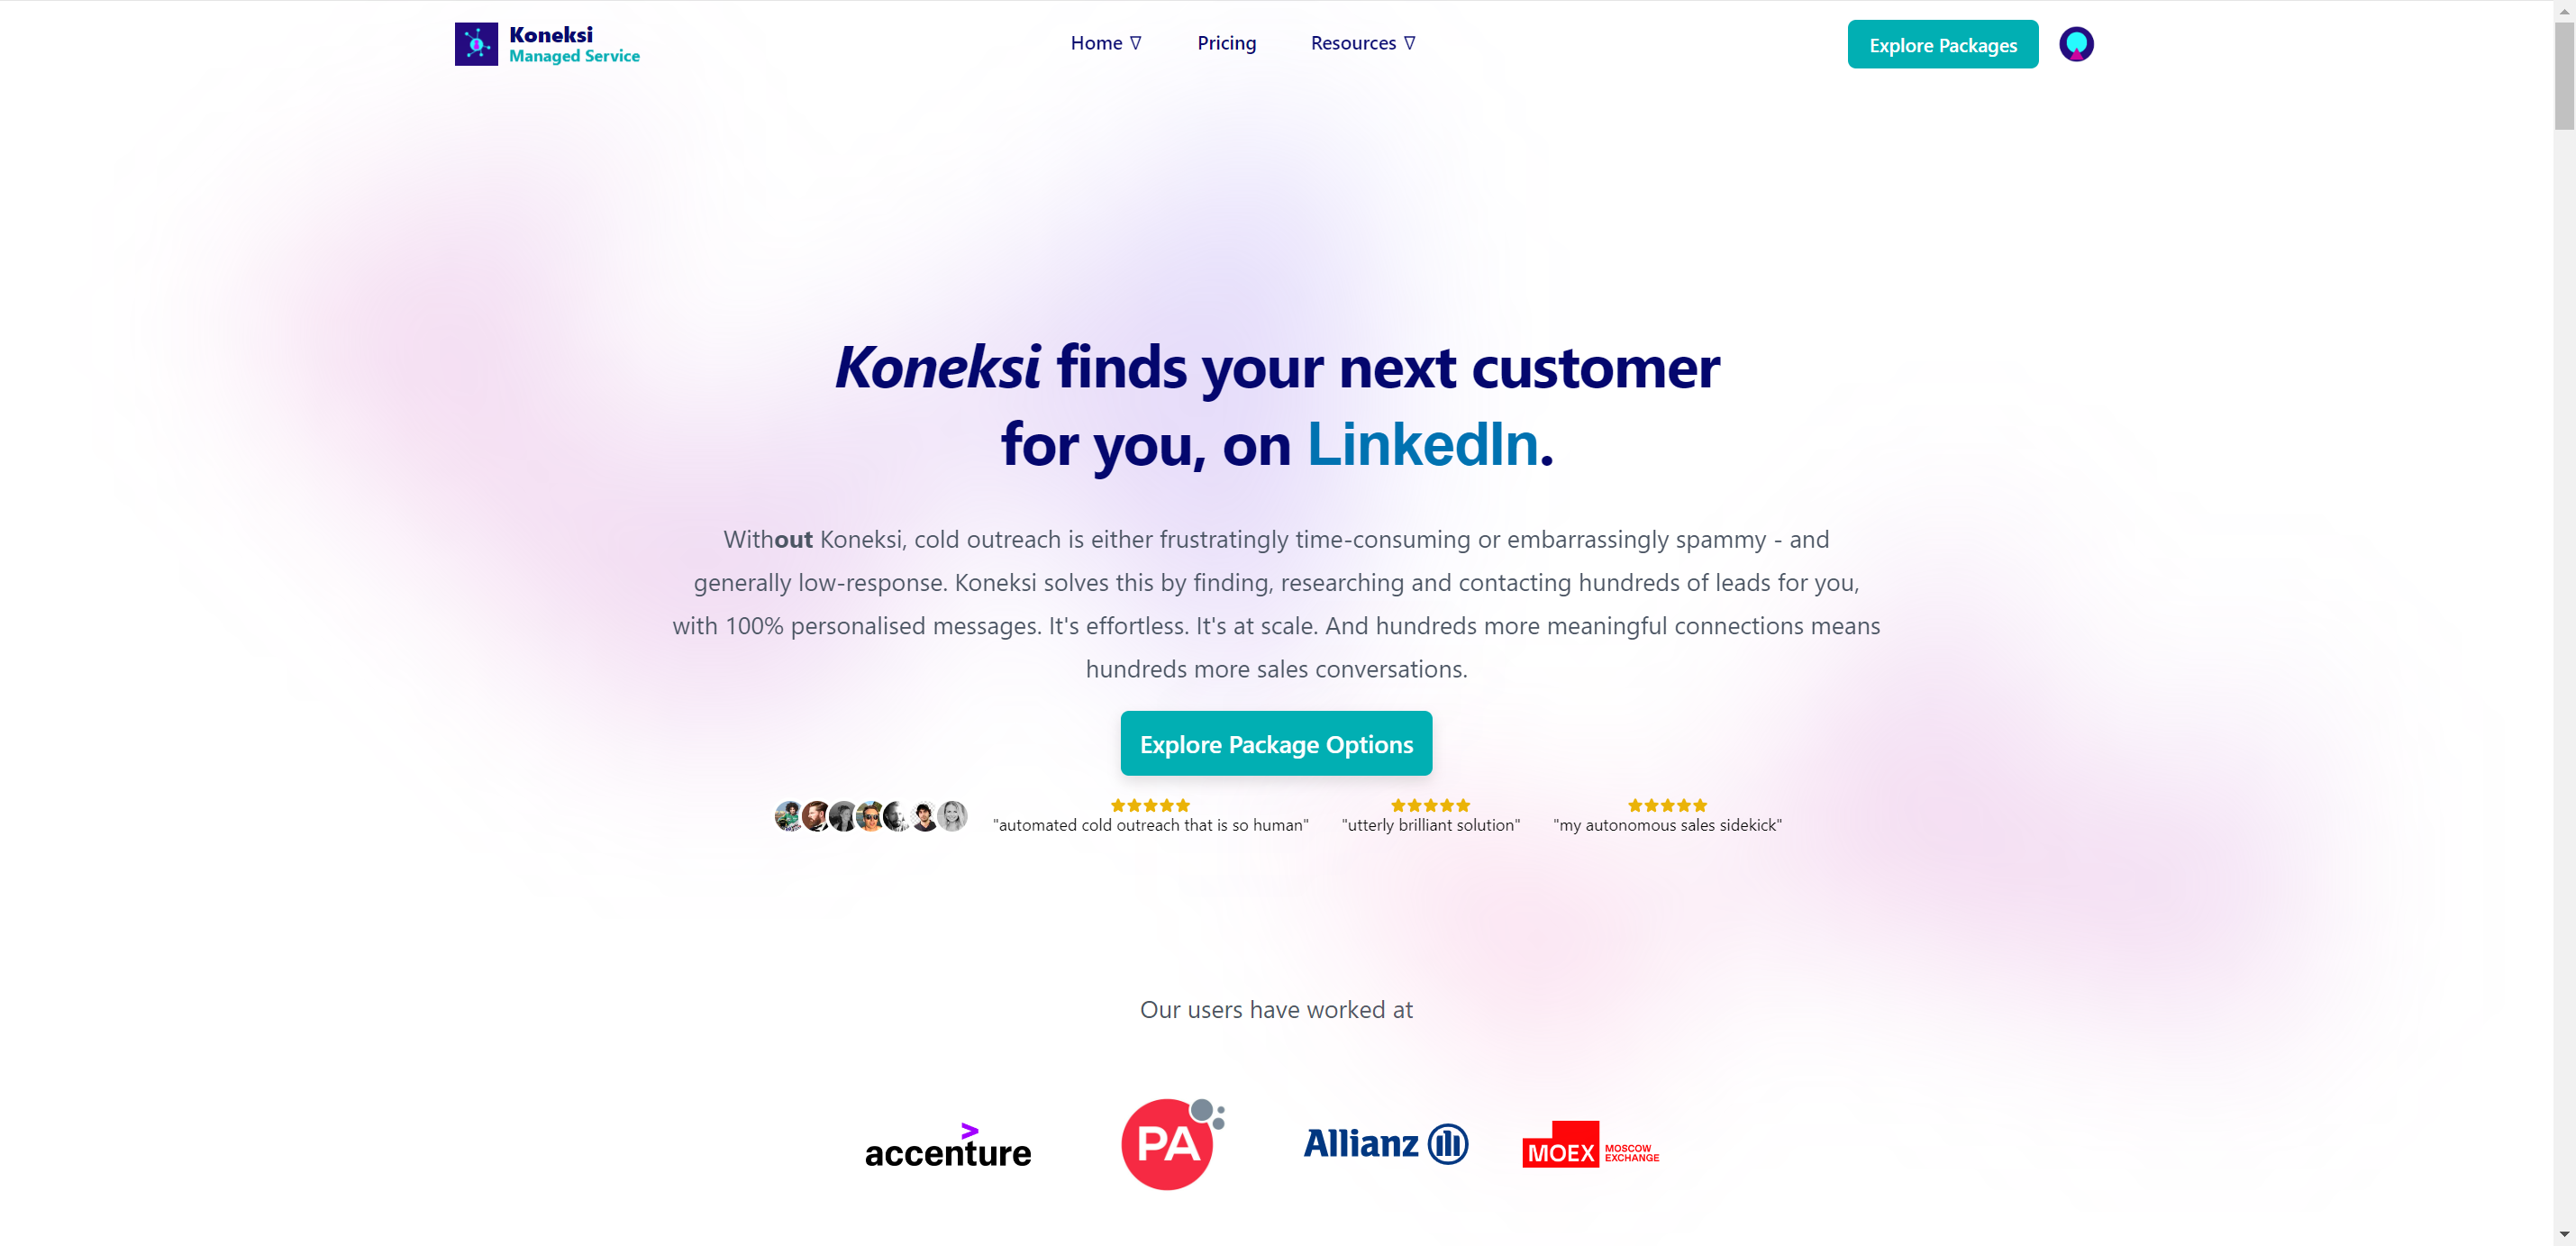 Koneksi
Managed Service
Home ∇
Pricing
Resources ∇
Explore Packages
Koneksi finds your next customer
for you, on LinkedIn.
Without Koneksi, cold outreach is either frustratingly time-consuming or embarrassingly spammy - and
generally low-response. Koneksi solves this by finding, researching and contacting hundreds of leads for you,
with 100% personalised messages. It's effortless. It's at scale. And hundreds more meaningful connections means
hundreds more sales conversations.
Explore Package Options
"automated cold outreach that is so human"
"utterly brilliant solution"
"my autonomous sales sidekick"
Our users have worked at
accenture
PA
Allianz
MOEX
MOSCOW
EXCHANGE